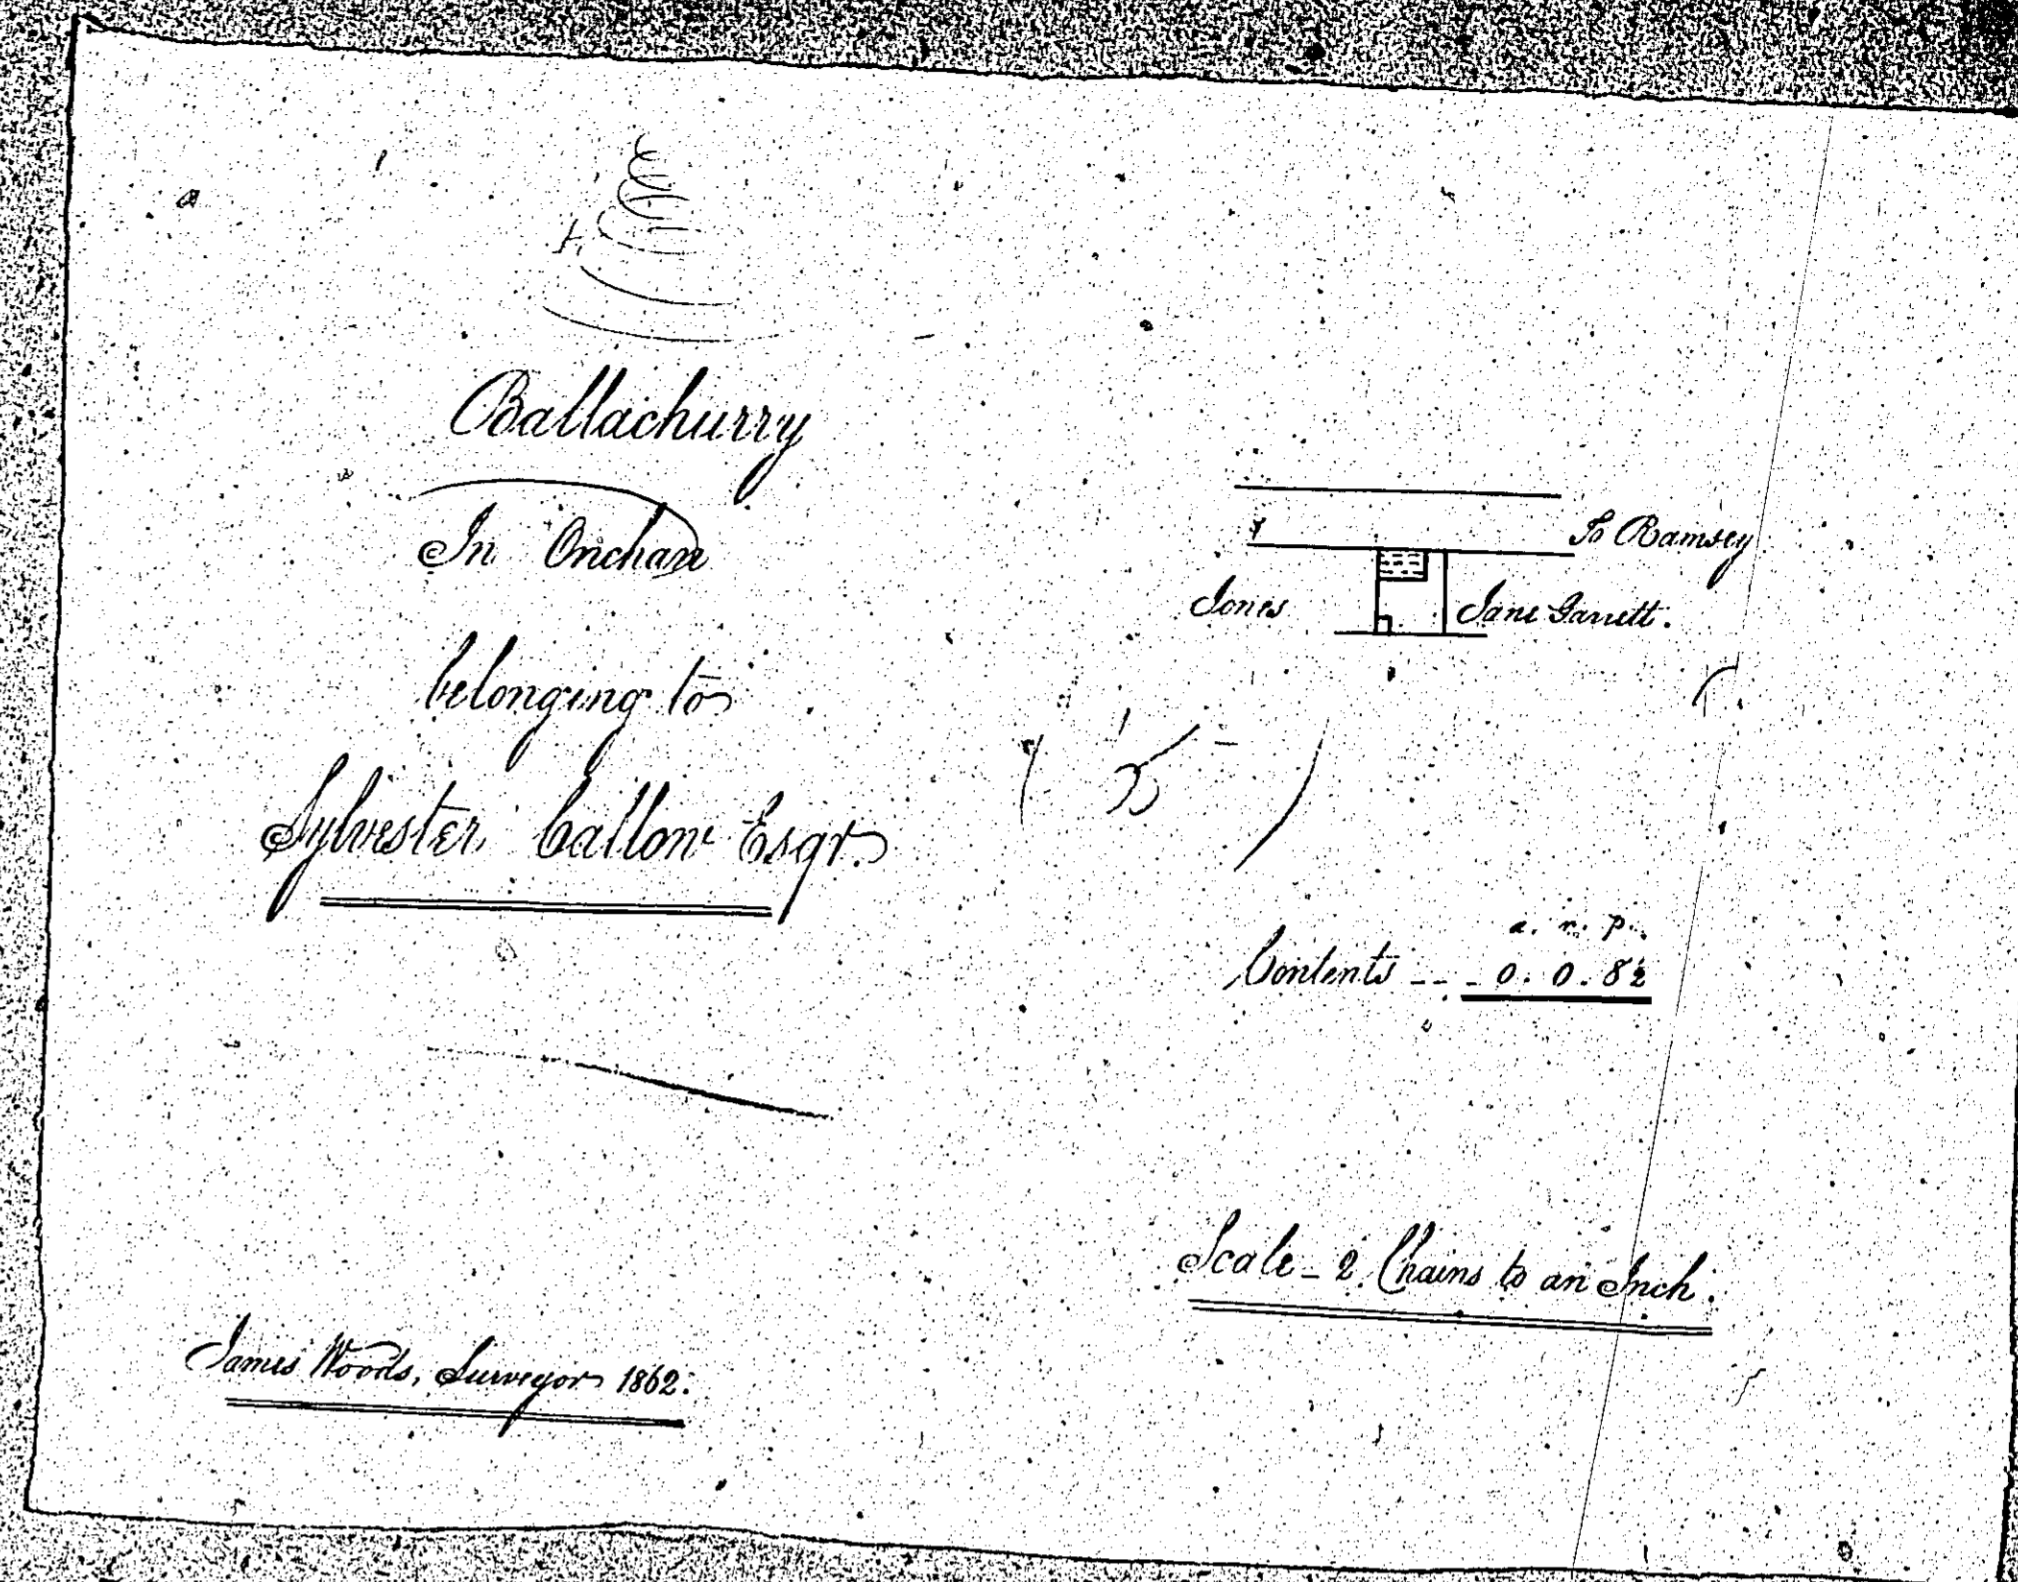 Ballachurry
In Onchan
belonging to
Sylvester Callow Esqr.
To Ramsey
Jones
Jane Garrett.
a. r. p.
Contents --- 0. 0. 8½
Scale - 2 Chains to an Inch.
James Woods, Surveyor 1862.